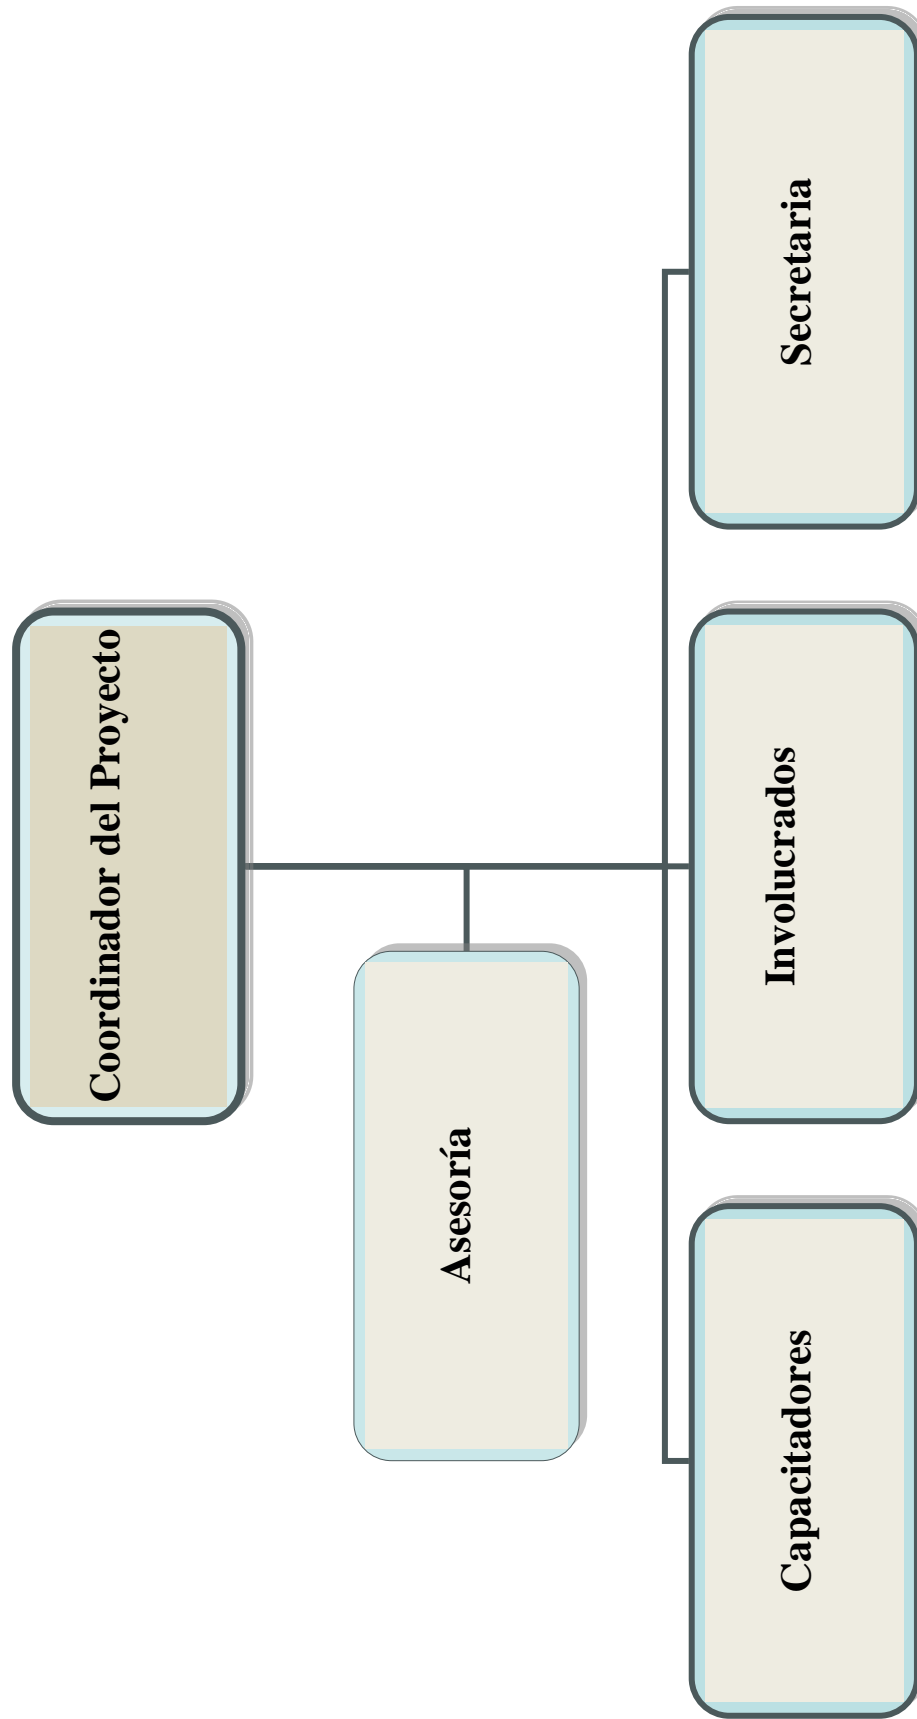 Coordinador del Proyecto
Asesoría
Capacitadores
Involucrados
Secretaria